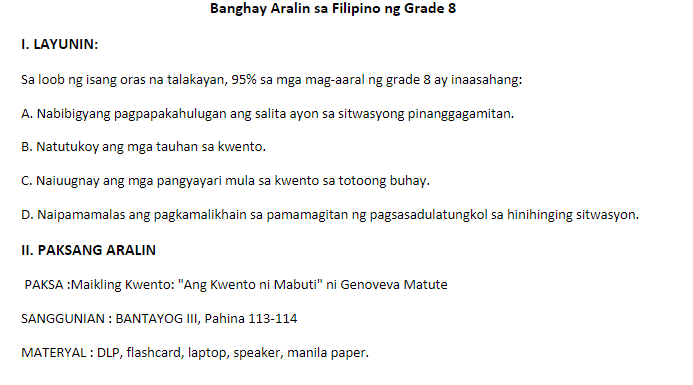 Banghay Aralin sa Filipino ng Grade 8
I. LAYUNIN:
Sa loob ng isang oras na talakayan, 95% sa mga mag-aaral ng grade 8 ay inaasahang:
A. Nabibigyang pagpapakahulugan ang salita ayon sa sitwasyong pinanggagamitan.
B. Natutukoy ang mga tauhan sa kwento.
C. Naiuugnay ang mga pangyayari mula sa kwento sa totoong buhay.
D. Naipamamalas ang pagkamalikhain sa pamamagitan ng pagsasadulatungkol sa hinihinging sitwasyon.
II. PAKSANG ARALIN
PAKSA :Maikling Kwento: "Ang Kwento ni Mabuti" ni Genoveva Matute
SANGGUNIAN : BANTAYOG III, Pahina 113-114
MATERYAL : DLP, flashcard, laptop, speaker, manila paper.